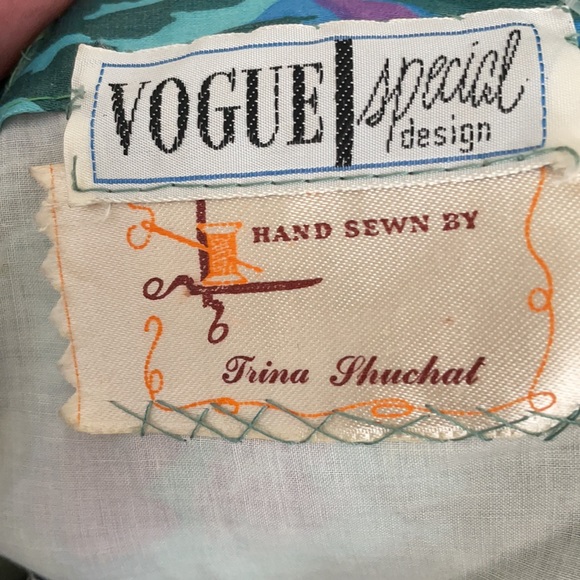 VOGUE special design
HAND SEWN BY
Trina Shuchat